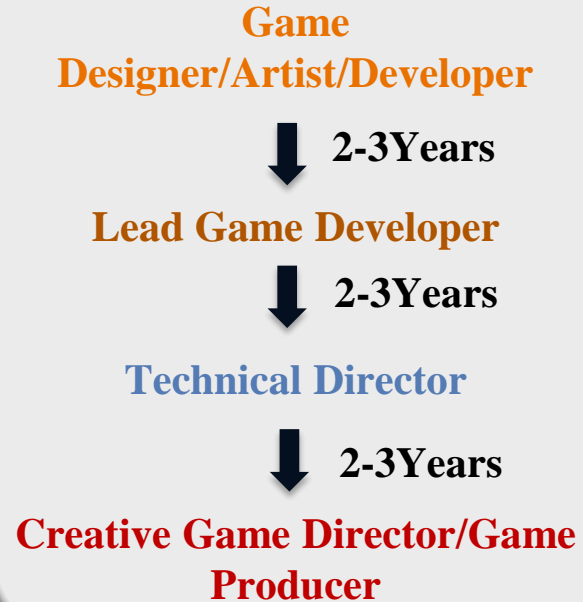 Game
Designer/Artist/Developer
2-3Years
Lead Game Developer
2-3Years
Technical Director
2-3Years
Creative Game Director/Game
Producer